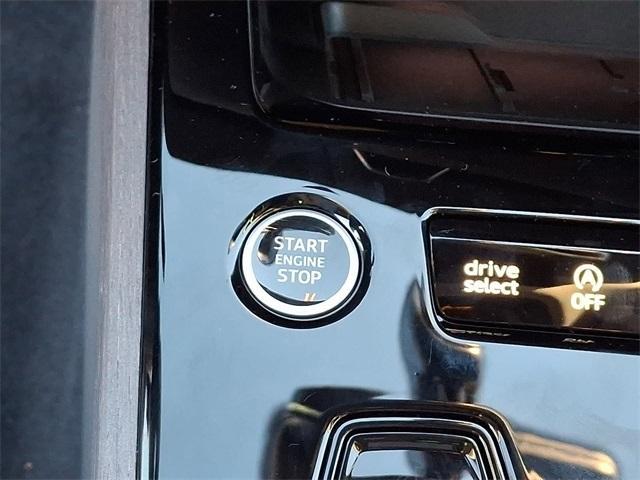 START
ENGINE
STOP
drive
select
A
OFF